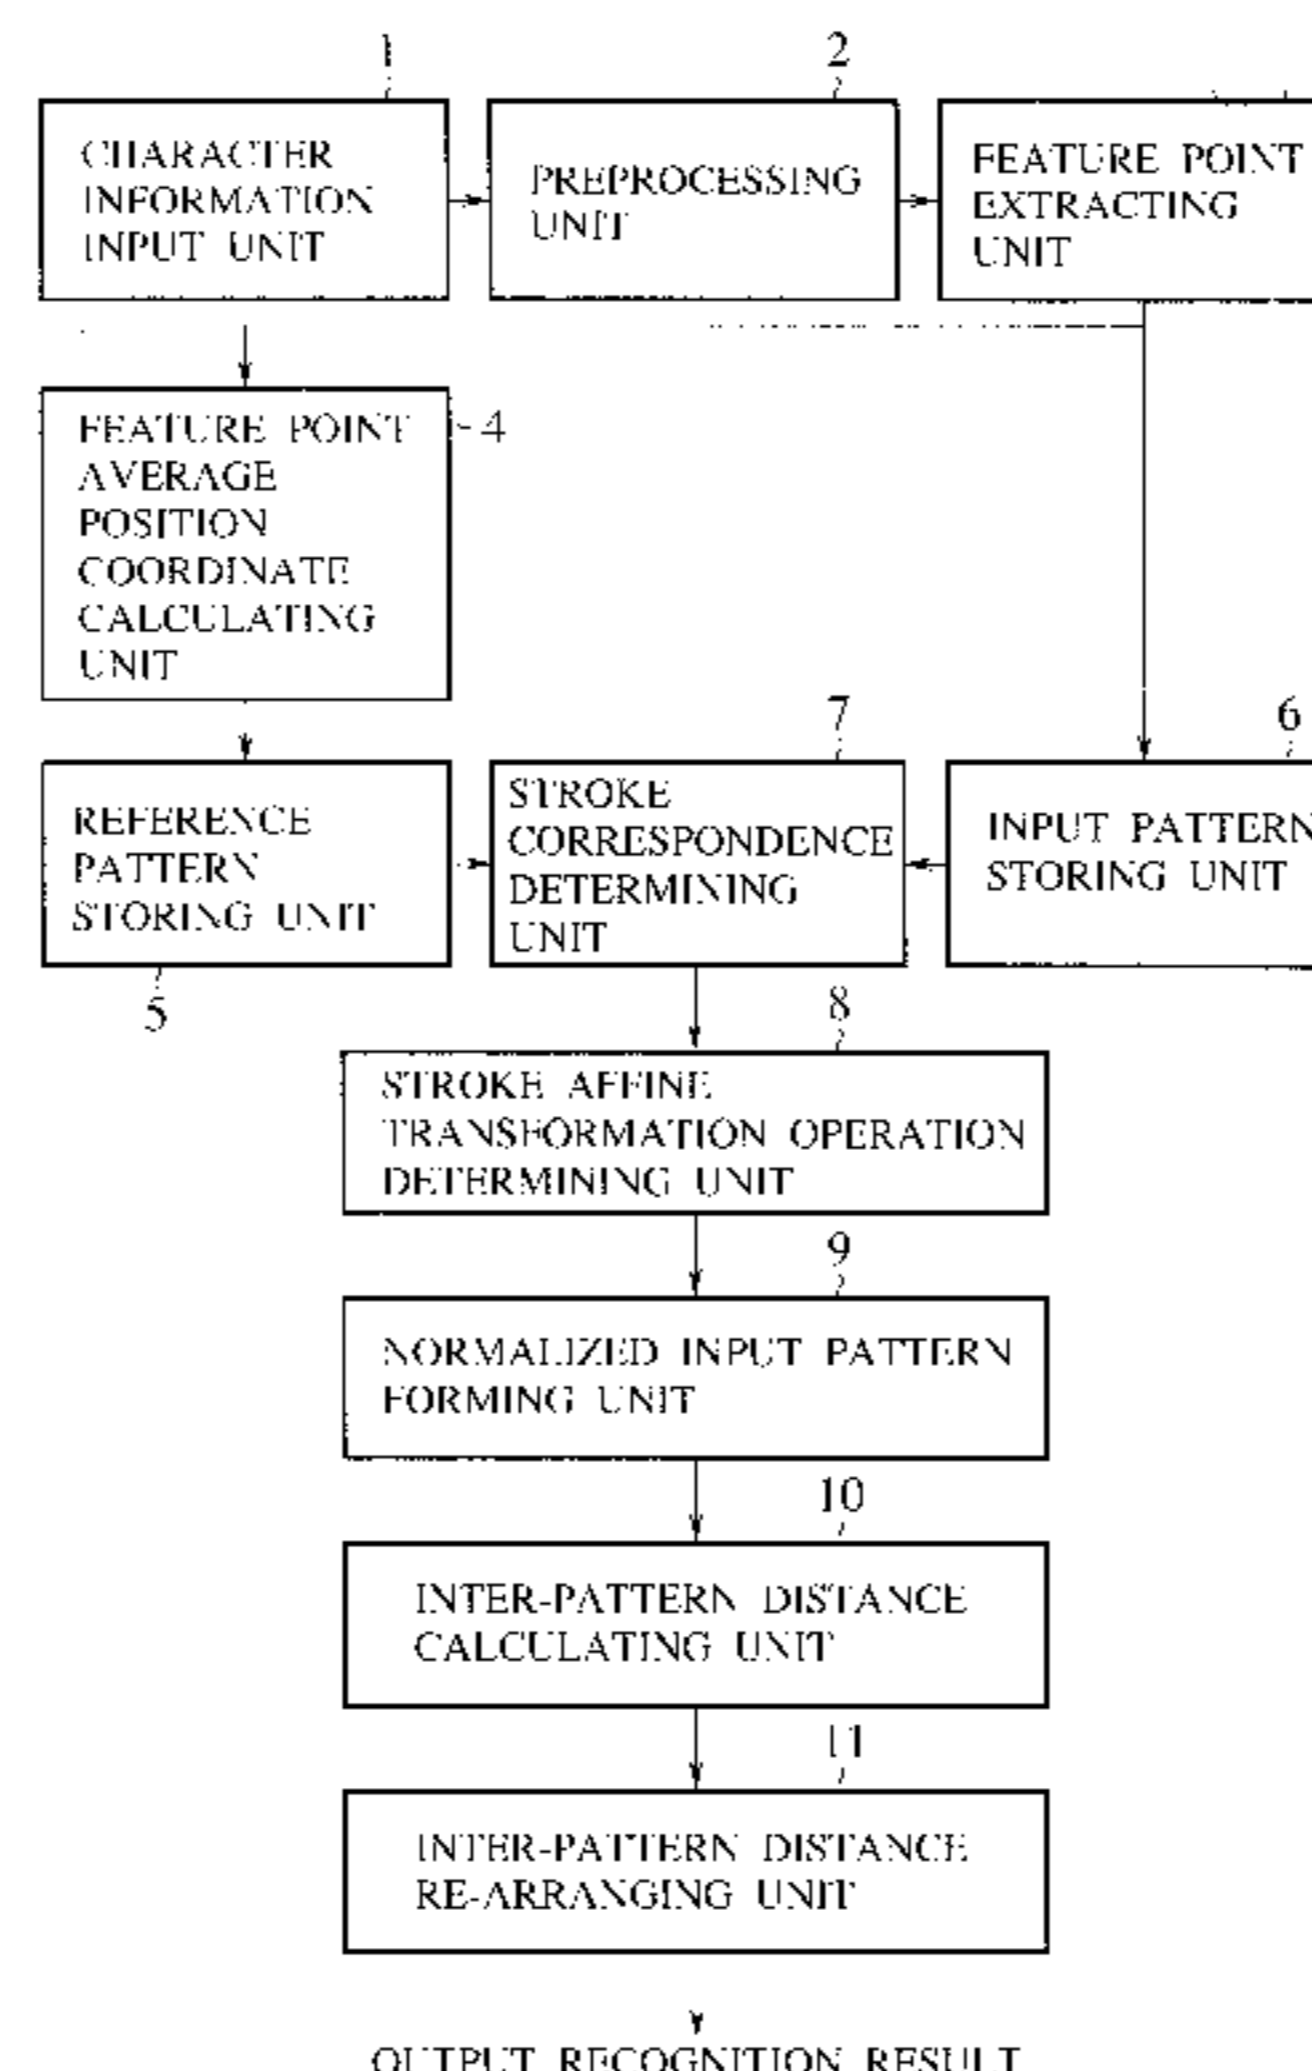 1
2
CHARACTER
INFORMATION
INPUT UNIT
PREPROCESSING
UNIT
FEATURE POINT
EXTRACTING
UNIT
FEATURE POINT
AVERAGE
POSITION
COORDINATE
CALCULATING
UNIT
4
7
6
REFERENCE
PATTERN
STORING UNIT
STROKE
CORRESPONDENCE
DETERMINING
UNIT
INPUT PATTERN
STORING UNIT
5
8
STROKE AFFINE
TRANSFORMATION OPERATION
DETERMINING UNIT
9
NORMALIZED INPUT PATTERN
FORMING UNIT
10
INTER-PATTERN DISTANCE
CALCULATING UNIT
11
INTER-PATTERN DISTANCE
RE-ARRANGING UNIT
OUTPUT RECOGNITION RESULT